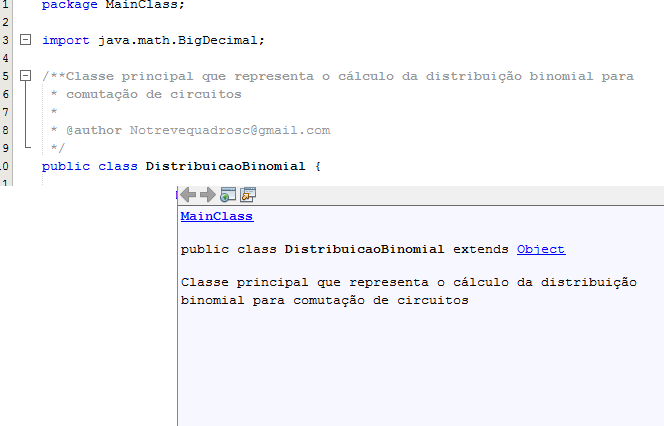 1 package MainClass;
2
3 import java.math.BigDecimal;
4
5 /**Classe principal que representa o cálculo da distribuição binomial para
6 * comutação de circuitos
7 *
8 * @author Notrevequadrosc@gmail.com
9 */
10 public class DistribuicaoBinomial {
1
MainClass
public class DistribuicaoBinomial extends Object
Classe principal que representa o cálculo da distribuição
binomial para comutação de circuitos